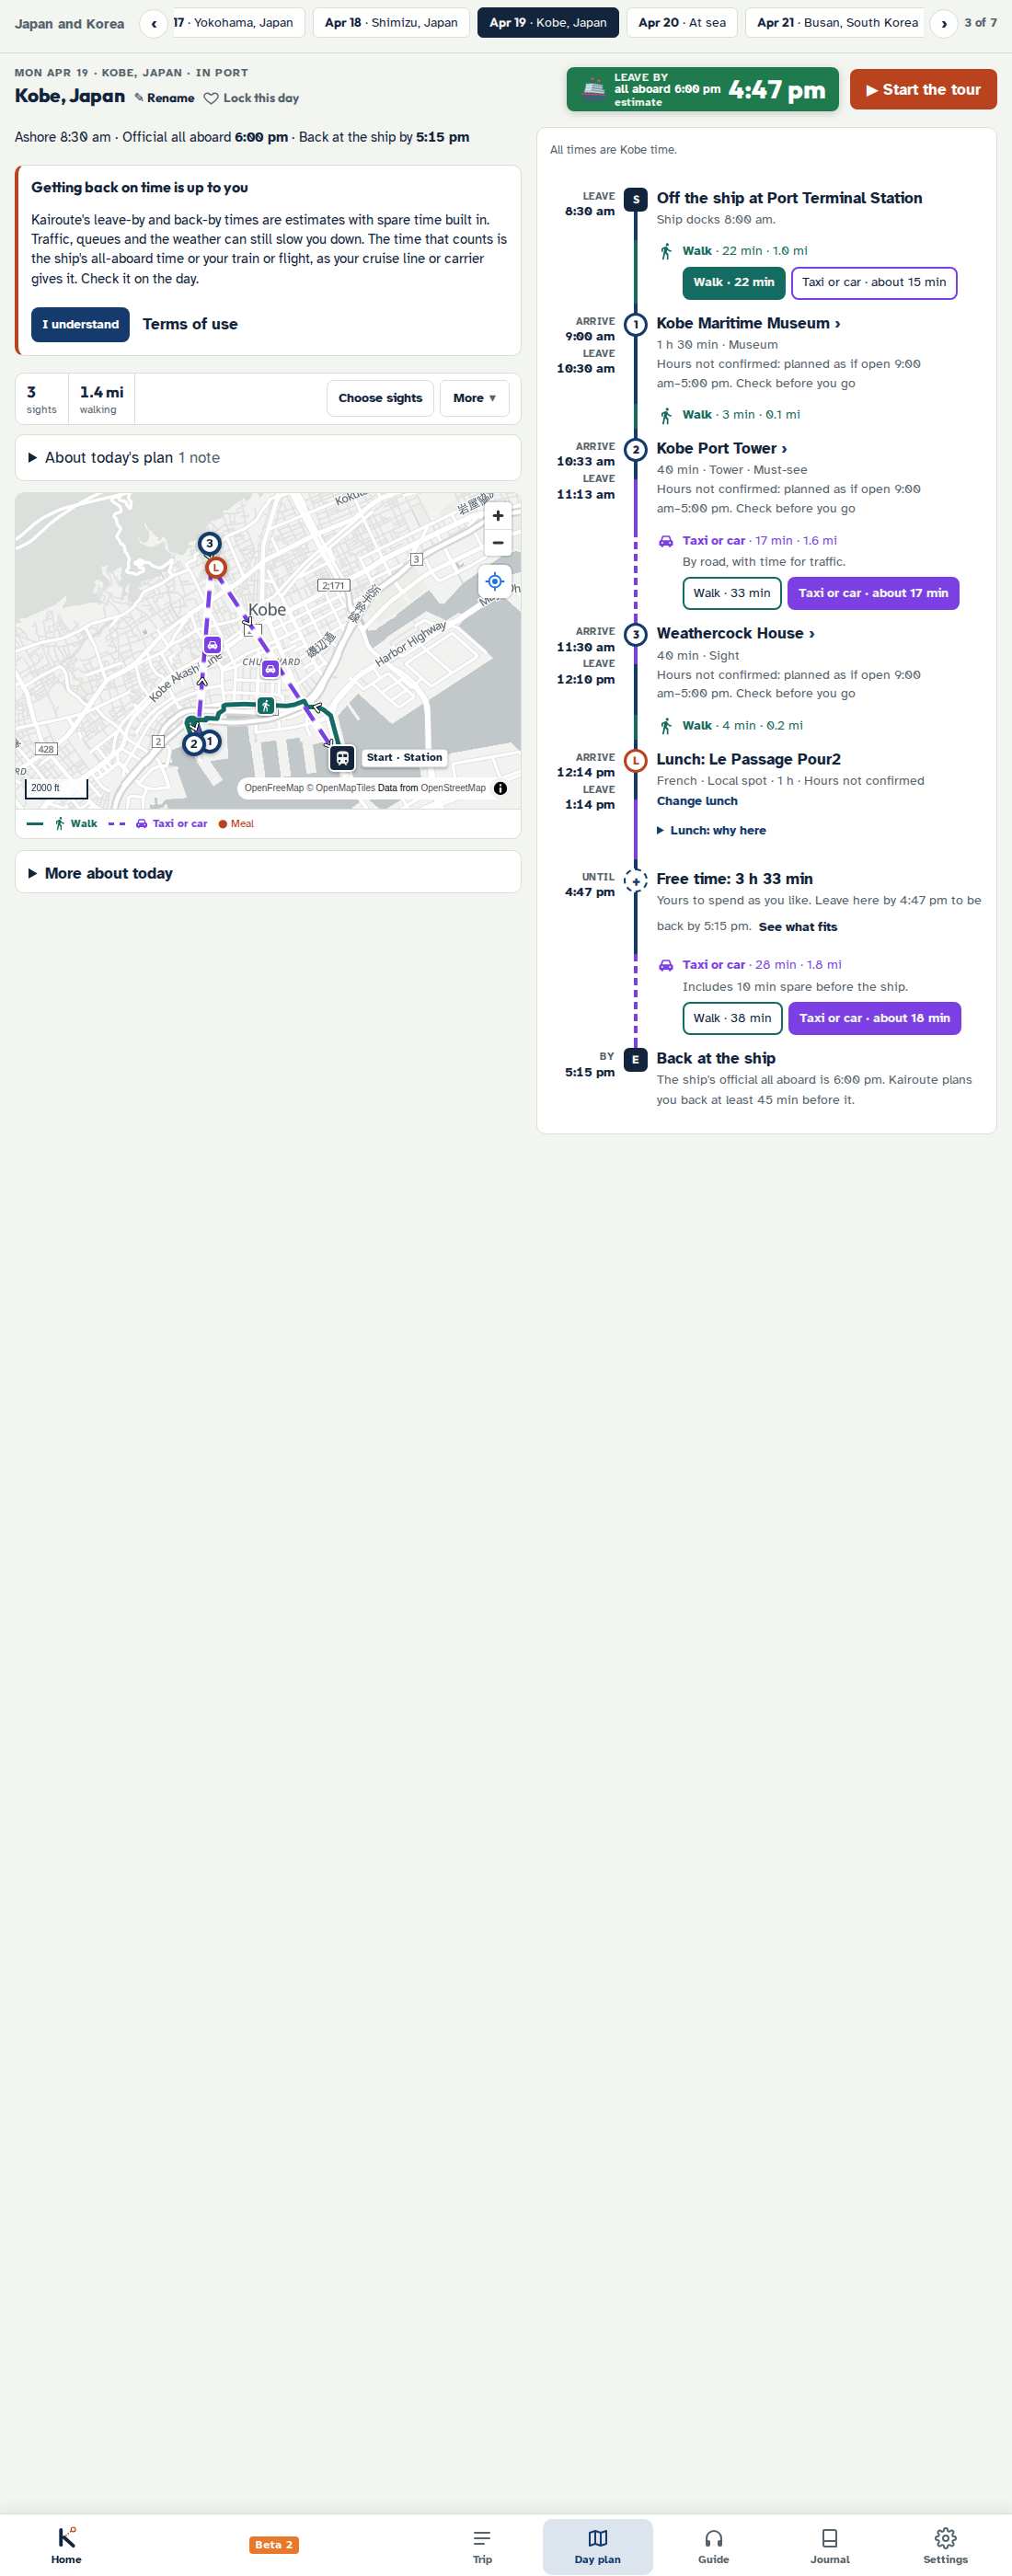 Japan and Korea
‹
17 · Yokohama, Japan
Apr 18 · Shimizu, Japan
Apr 19 · Kobe, Japan
Apr 20 · At sea
Apr 21 · Busan, South Korea
›
3 of 7
MON APR 19 · KOBE, JAPAN · IN PORT
Kobe, Japan
✎ Rename
Lock this day
LEAVE BY
all aboard 6:00 pm
estimate
4:47 pm
▶ Start the tour
Ashore 8:30 am · Official all aboard 6:00 pm · Back at the ship by 5:15 pm
Getting back on time is up to you
Kairoute's leave-by and back-by times are estimates with spare time built in.
Traffic, queues and the weather can still slow you down. The time that counts is
the ship's all-aboard time or your train or flight, as your cruise line or carrier
gives it. Check it on the day.
I understand
Terms of use
3
sights
1.4 mi
walking
Choose sights
More ▼
▶ About today's plan 1 note
3
L
Kobe
2;171
3
磯辺通
Harbor Highway
Kobe Akash
2
428
2
1
Start · Station
+
−
2000 ft
OpenFreeMap © OpenMapTiles Data from OpenStreetMap
Walk
Taxi or car
Meal
▶ More about today
All times are Kobe time.
LEAVE
8:30 am
S
Off the ship at Port Terminal Station
Ship docks 8:00 am.
Walk · 22 min · 1.0 mi
Walk · 22 min
Taxi or car · about 15 min
ARRIVE
9:00 am
LEAVE
10:30 am
1
Kobe Maritime Museum ›
1 h 30 min · Museum
Hours not confirmed: planned as if open 9:00
am–5:00 pm. Check before you go
Walk · 3 min · 0.1 mi
ARRIVE
10:33 am
LEAVE
11:13 am
2
Kobe Port Tower ›
40 min · Tower · Must-see
Hours not confirmed: planned as if open 9:00
am–5:00 pm. Check before you go
Taxi or car · 17 min · 1.6 mi
By road, with time for traffic.
Walk · 33 min
Taxi or car · about 17 min
ARRIVE
11:30 am
LEAVE
12:10 pm
3
Weathercock House ›
40 min · Sight
Hours not confirmed: planned as if open 9:00
am–5:00 pm. Check before you go
Walk · 4 min · 0.2 mi
ARRIVE
12:14 pm
LEAVE
1:14 pm
L
Lunch: Le Passage Pour2
French · Local spot · 1 h · Hours not confirmed
Change lunch
▶ Lunch: why here
UNTIL
4:47 pm
+
Free time: 3 h 33 min
Yours to spend as you like. Leave here by 4:47 pm to be
back by 5:15 pm. See what fits
Taxi or car · 28 min · 1.8 mi
Includes 10 min spare before the ship.
Walk · 38 min
Taxi or car · about 18 min
BY
5:15 pm
E
Back at the ship
The ship's official all aboard is 6:00 pm. Kairoute plans
you back at least 45 min before it.
Home
Beta 2
Trip
Day plan
Guide
Journal
Settings